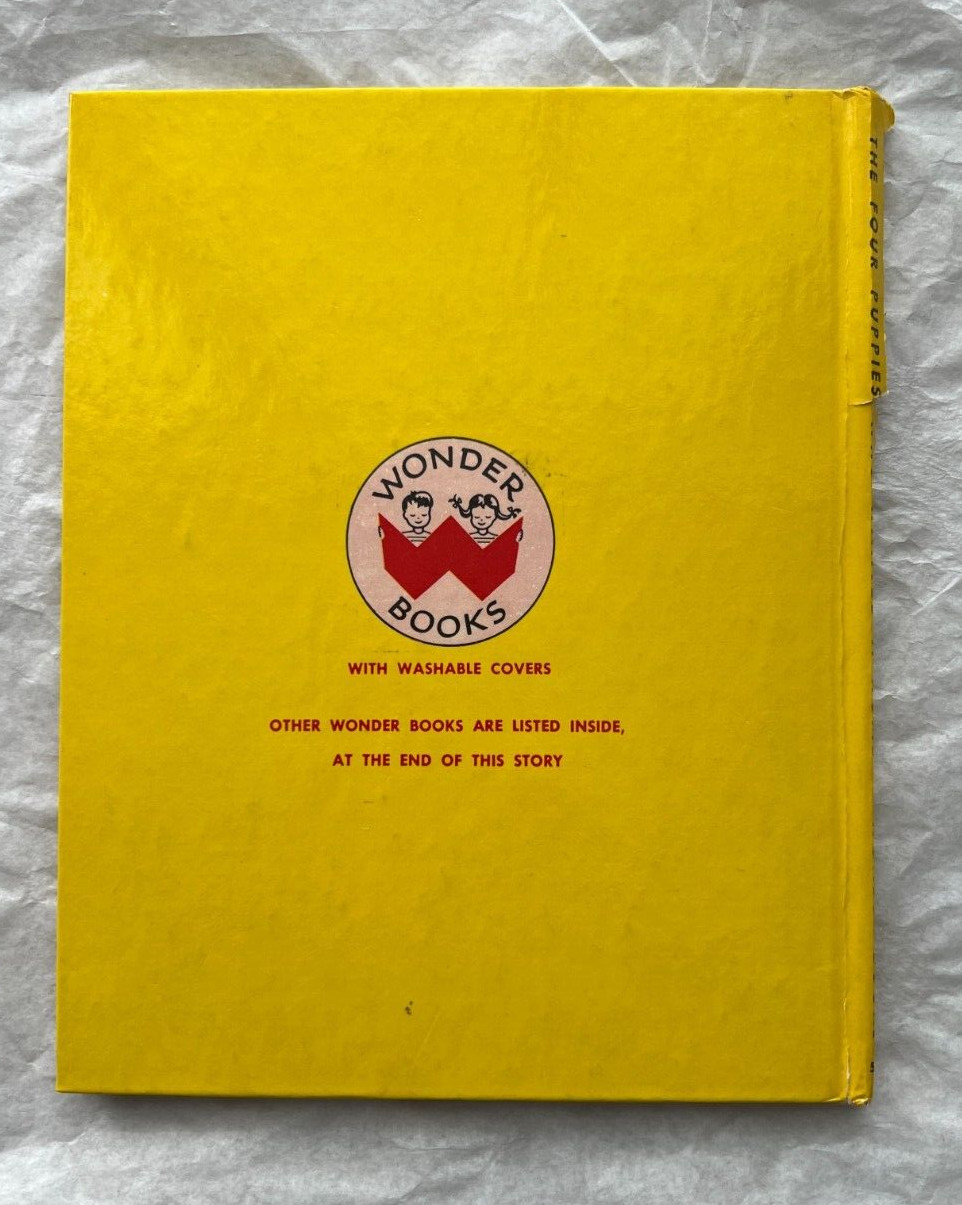 WONDER
BOOKS
WITH WASHABLE COVERS
OTHER WONDER BOOKS ARE LISTED INSIDE,
AT THE END OF THIS STORY
THE FOUR PUPPIES